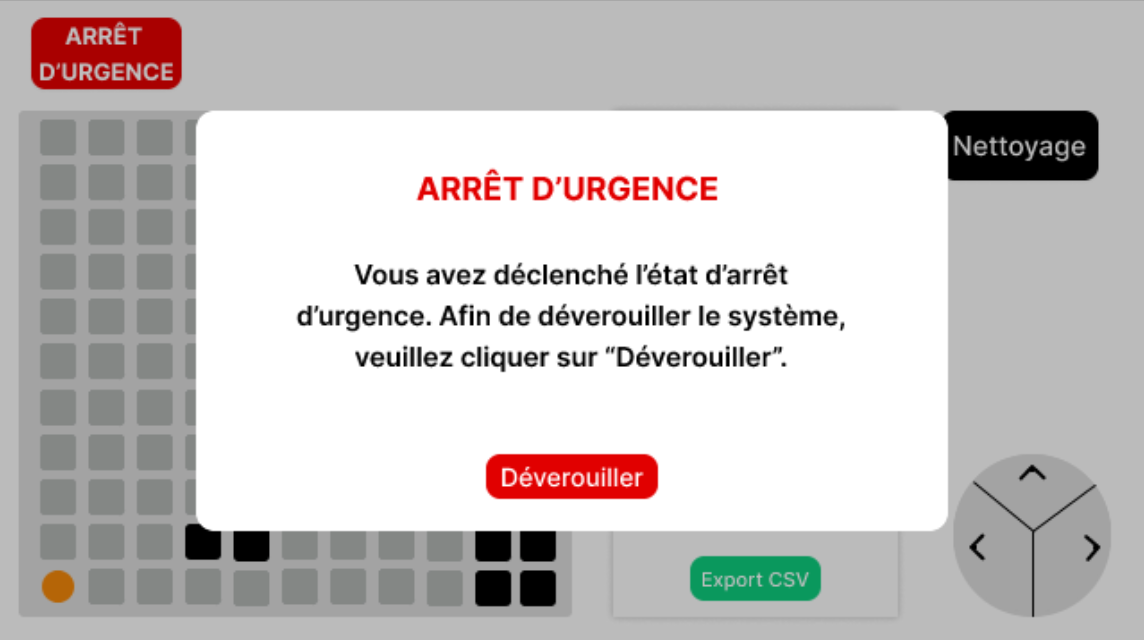 ARRÊT
D’URGENCE
Nettoyage
ARRÊT D’URGENCE
Vous avez déclenché l’état d’arrêt
d’urgence. Afin de déverouiller le système,
veuillez cliquer sur “Déverouiller”.
Déverouiller
Export CSV